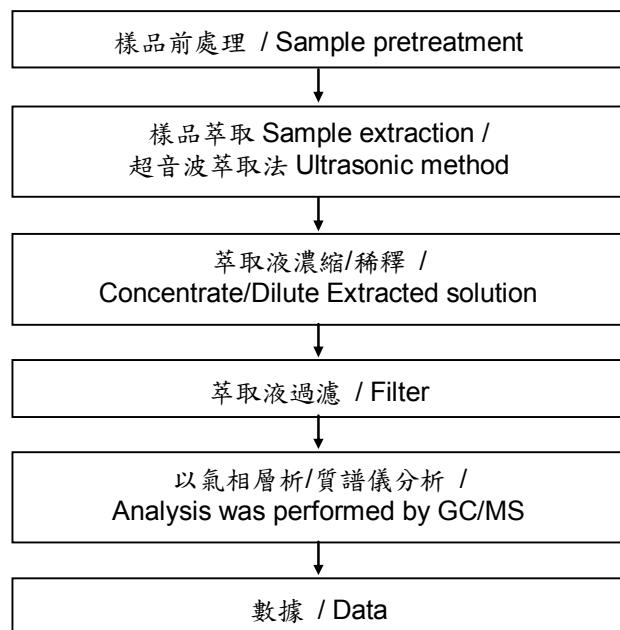 樣品前處理 / Sample pretreatment
樣品萃取 Sample extraction /
超音波萃取法 Ultrasonic method
萃取液濃縮/稀釋 /
Concentrate/Dilute Extracted solution
萃取液過濾 / Filter
以氣相層析/質譜儀分析 /
Analysis was performed by GC/MS
數據 / Data